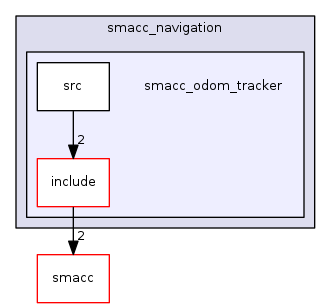 smacc_navigation
src
smacc_odom_tracker
2
include
2
smacc